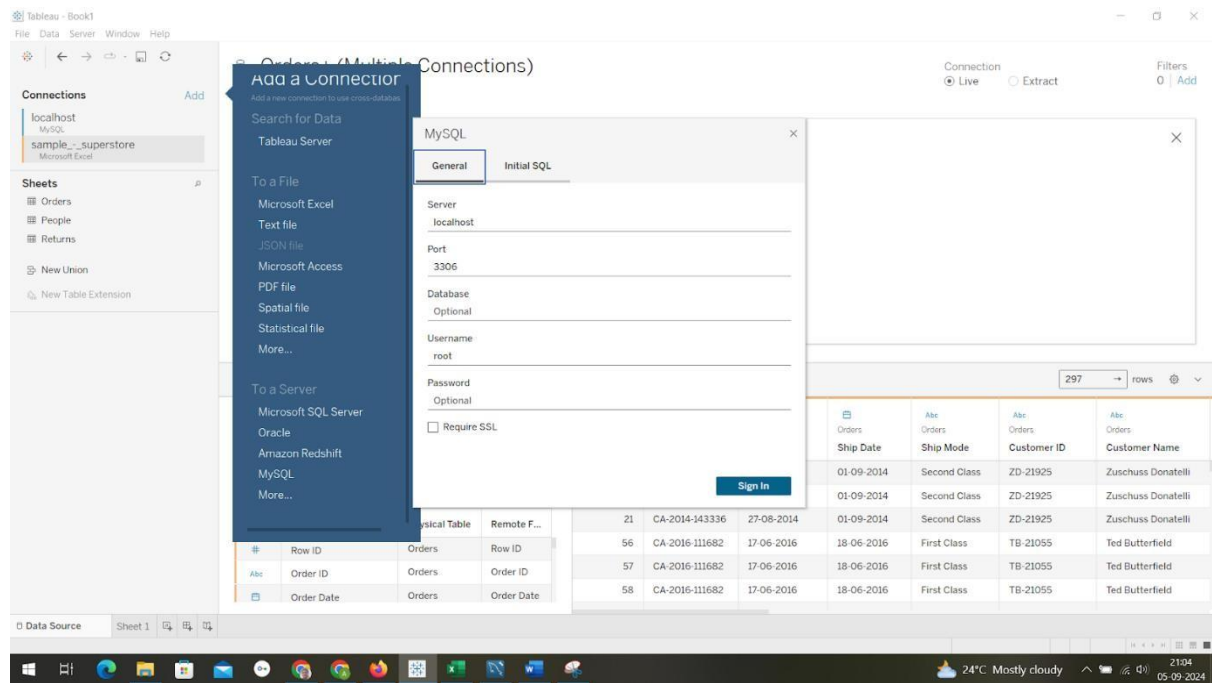 Tableau - Book1
File Data Server Window Help
Connections Add
localhost
MySQL
sample_-_superstore
Microsoft Excel
Sheets
Orders
People
Returns
New Union
New Table Extension
Orders+ (Multiple Connections)
Connection
Live Extract
Filters
0 Add
Add a Connection
Add a new connection to use cross-databas
Search for Data
Tableau Server
To a File
Microsoft Excel
Text file
JSON file
Microsoft Access
PDF file
Spatial file
Statistical file
More...
To a Server
Microsoft SQL Server
Oracle
Amazon Redshift
MySQL
More...
MySQL
General Initial SQL
Server
localhost
Port
3306
Database
Optional
Username
root
Password
Optional
Require SSL
Sign In
297 → rows
Abc Abc Abc
Orders Orders Orders Orders
Ship Date Ship Mode Customer ID Customer Name
01-09-2014 Second Class ZD-21925 Zuschuss Donatelli
01-09-2014 Second Class ZD-21925 Zuschuss Donatelli
21 CA-2014-143336 27-08-2014 01-09-2014 Second Class ZD-21925 Zuschuss Donatelli
56 CA-2016-111682 17-06-2016 18-06-2016 First Class TB-21055 Ted Butterfield
57 CA-2016-111682 17-06-2016 18-06-2016 First Class TB-21055 Ted Butterfield
58 CA-2016-111682 17-06-2016 18-06-2016 First Class TB-21055 Ted Butterfield
ysical Table Remote F...
# Row ID Orders Row ID
Abc Order ID Orders Order ID
Order Date Orders Order Date
Data Source Sheet 1
24°C Mostly cloudy
21:04
05-09-2024